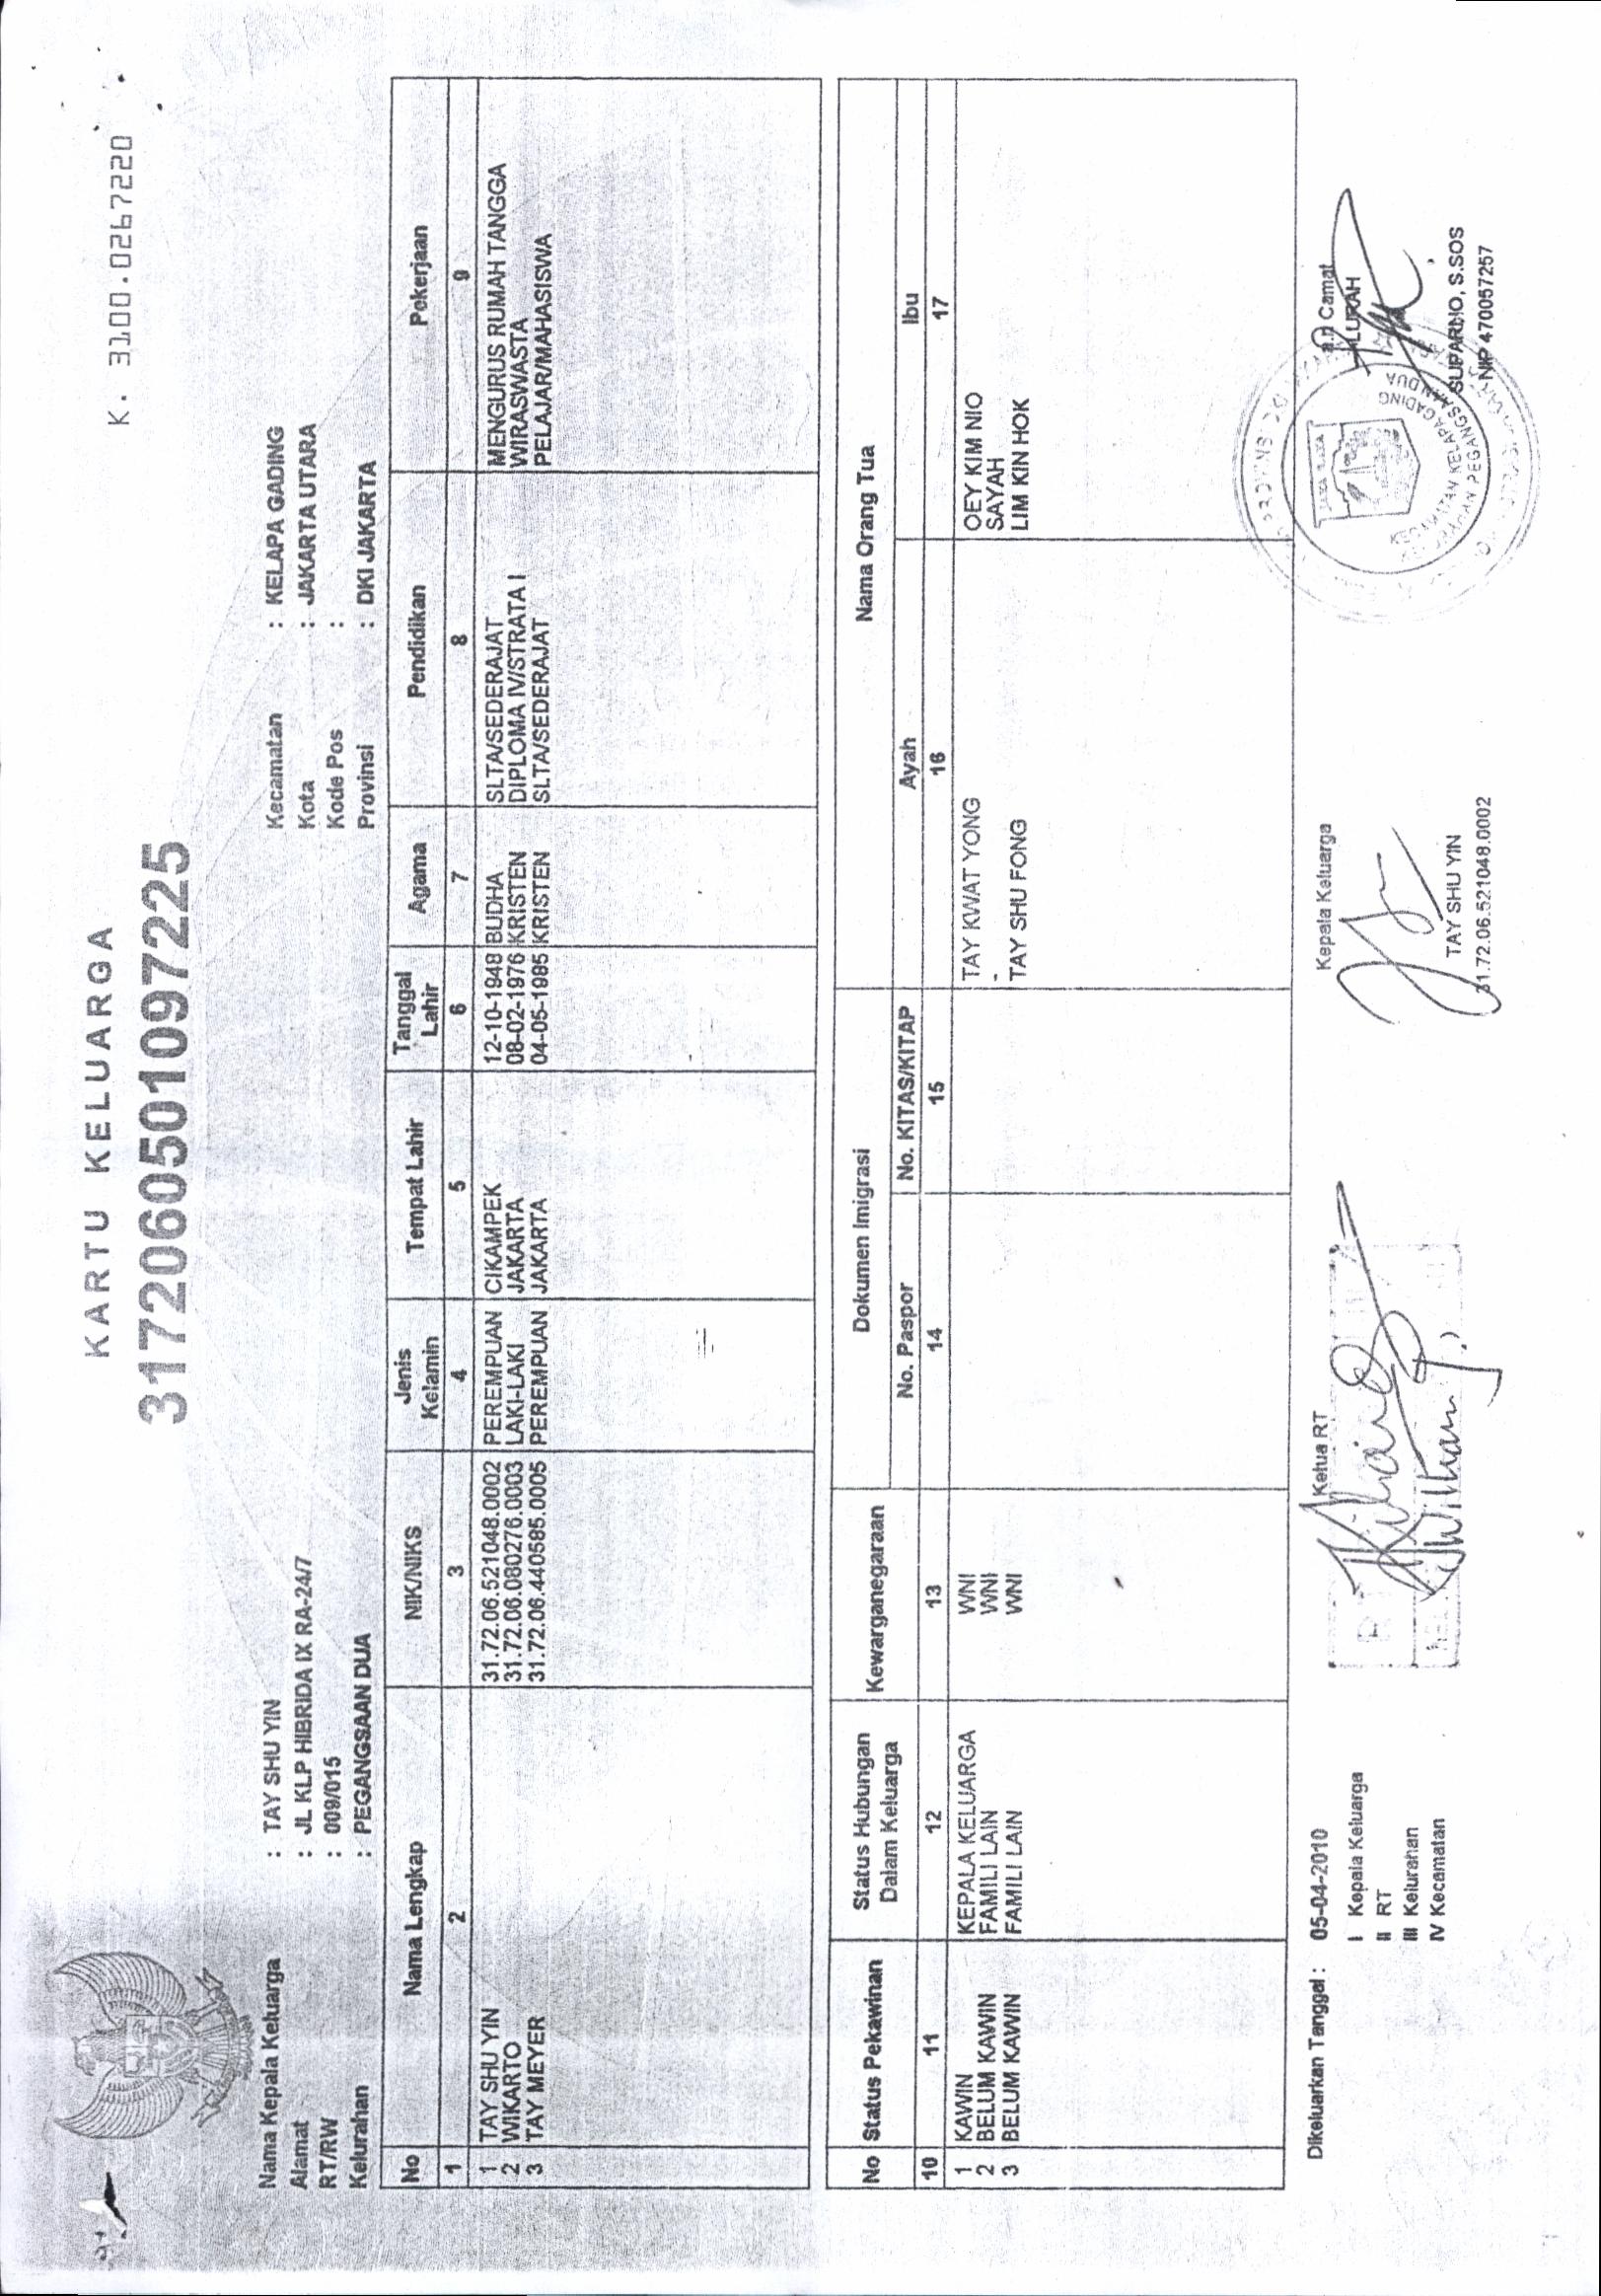 K. 3100.0267220
KARTU KELUARGA
3172060501097225
Nama Kepala Keluarga : TAY SHU YIN
Alamat : JL KLP HIBRIDA IX RA-24/7
RT/RW : 009/015
Kelurahan : PEGANGSAAN DUA
Kecamatan : KELAPA GADING
Kota : JAKARTA UTARA
Kode Pos :
Provinsi : DKI JAKARTA
No Nama Lengkap NIK/NIKS Jenis Kelamin Tempat Lahir Tanggal Lahir Agama Pendidikan Pekerjaan
1 2 3 4 5 6 7 8 9
1 TAY SHU YIN 31.72.06.521048.0002 PEREMPUAN CIKAMPEK 12-10-1948 BUDHA SLTA/SEDERAJAT MENGURUS RUMAH TANGGA
2 WIKARTO 31.72.06.080276.0003 LAKI-LAKI JAKARTA 08-02-1976 KRISTEN DIPLOMA IV/STRATA I WIRASWASTA
3 TAY MEYER 31.72.06.440585.0005 PEREMPUAN JAKARTA 04-05-1985 KRISTEN SLTA/SEDERAJAT PELAJAR/MAHASISWA
No Status Pekawinan Status Hubungan Dalam Keluarga Kewarganegaraan Dokumen Imigrasi Nama Orang Tua
No. Paspor No. KITAS/KITAP Ayah Ibu
10 11 12 13 14 15 16 17
1 KAWIN KEPALA KELUARGA WNI TAY KWAT YONG OEY KIM NIO
2 BELUM KAWIN FAMILI LAIN WNI - SAYAH
3 BELUM KAWIN FAMILI LAIN WNI TAY SHU FONG LIM KIN HOK
Dikeluarkan Tanggal : 05-04-2010
I Kepala Keluarga
II RT
III Kelurahan
IV Kecamatan
Ketua RT
Kepala Keluarga
TAY SHU YIN
31.72.06.521048.0002
a.n Camat
LURAH
SUPARNO, S.SOS
NIP 470057257
KECAMATAN KELAPA GADING
KELURAHAN PEGANGSAAN DUA
JAYA RAYA